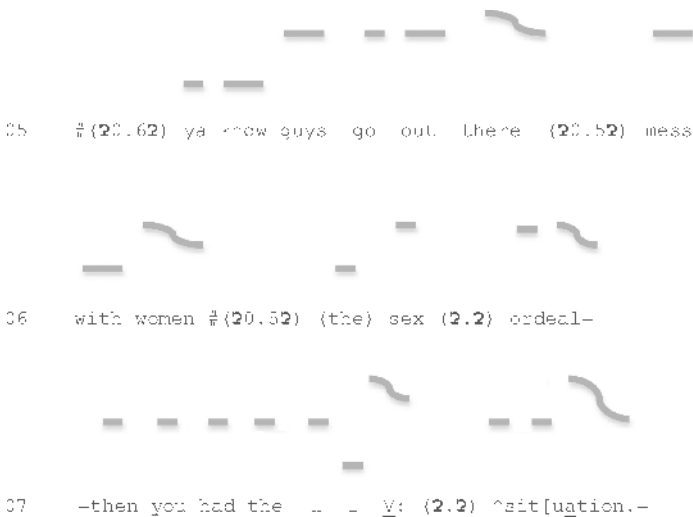 05 #(20.62) ya know guys go out there (20.52) mess
06 with women #(20.52) (the) sex (2.2) ordeal-
07 -then you had the V: (2.2) ^sit[uation.-